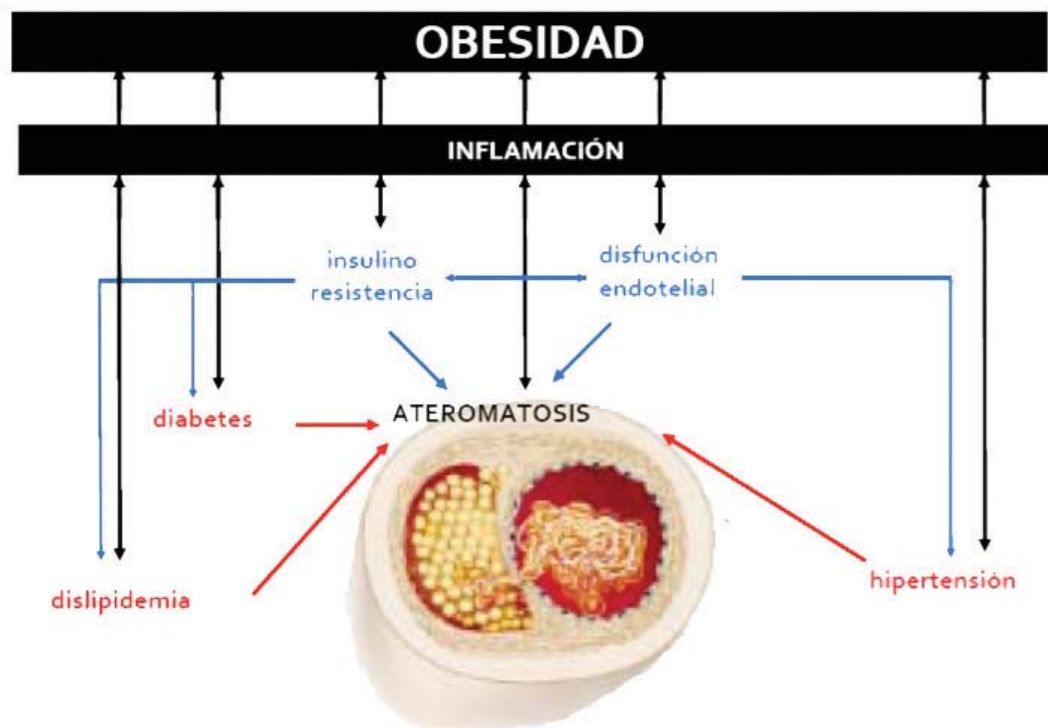 OBESIDAD
INFLAMACIÓN
insulino
resistencia
disfunción
endotelial
diabetes
ATEROMATOSIS
dislipidemia
hipertensión